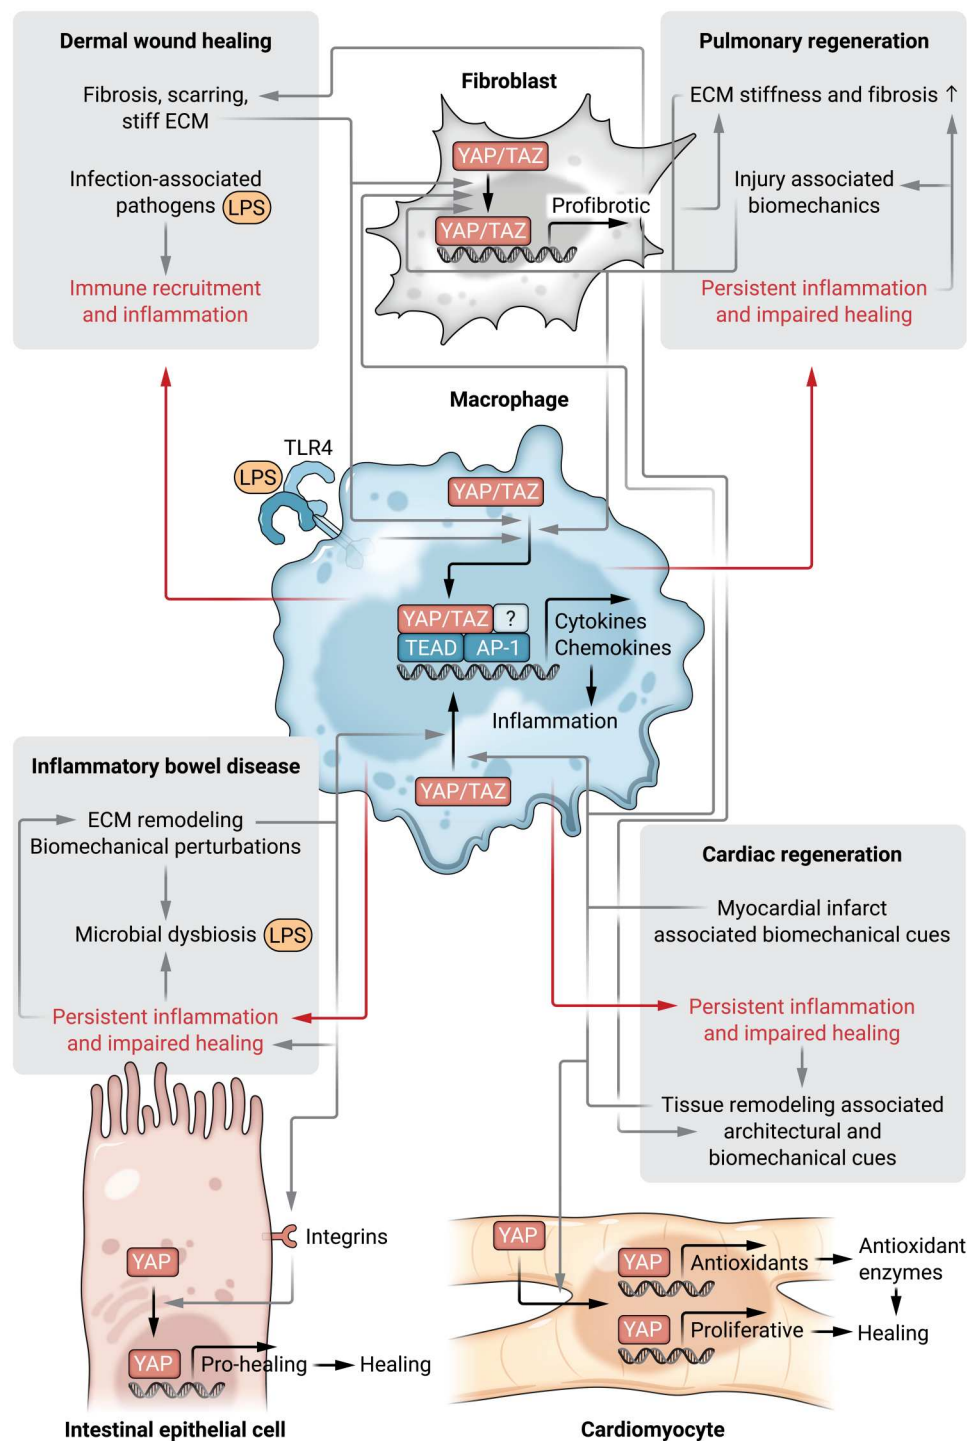 Dermal wound healing
Fibrosis, scarring,
stiff ECM
Infection-associated
pathogens LPS
Immune recruitment
and inflammation
Fibroblast
YAP/TAZ
Profibrotic
YAP/TAZ
Pulmonary regeneration
ECM stiffness and fibrosis ↑
Injury associated
biomechanics
Persistent inflammation
and impaired healing
Macrophage
TLR4
LPS
YAP/TAZ
YAP/TAZ ?
TEAD AP-1
Cytokines
Chemokines
Inflammation
YAP/TAZ
Inflammatory bowel disease
ECM remodeling
Biomechanical perturbations
Microbial dysbiosis LPS
Persistent inflammation
and impaired healing
Cardiac regeneration
Myocardial infarct
associated biomechanical cues
Persistent inflammation
and impaired healing
Tissue remodeling associated
architectural and
biomechanical cues
Integrins
YAP
YAP
Pro-healing
Healing
Intestinal epithelial cell
YAP
YAP
Antioxidants
Antioxidant
enzymes
YAP
Proliferative
Healing
Cardiomyocyte